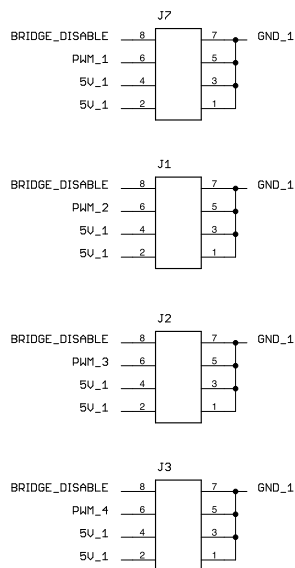 J7
BRIDGE_DISABLE 8 7 GND_1
PWM_1 6 5
5V_1 4 3
5V_1 2 1
J1
BRIDGE_DISABLE 8 7 GND_1
PWM_2 6 5
5V_1 4 3
5V_1 2 1
J2
BRIDGE_DISABLE 8 7 GND_1
PWM_3 6 5
5V_1 4 3
5V_1 2 1
J3
BRIDGE_DISABLE 8 7 GND_1
PWM_4 6 5
5V_1 4 3
5V_1 2 1